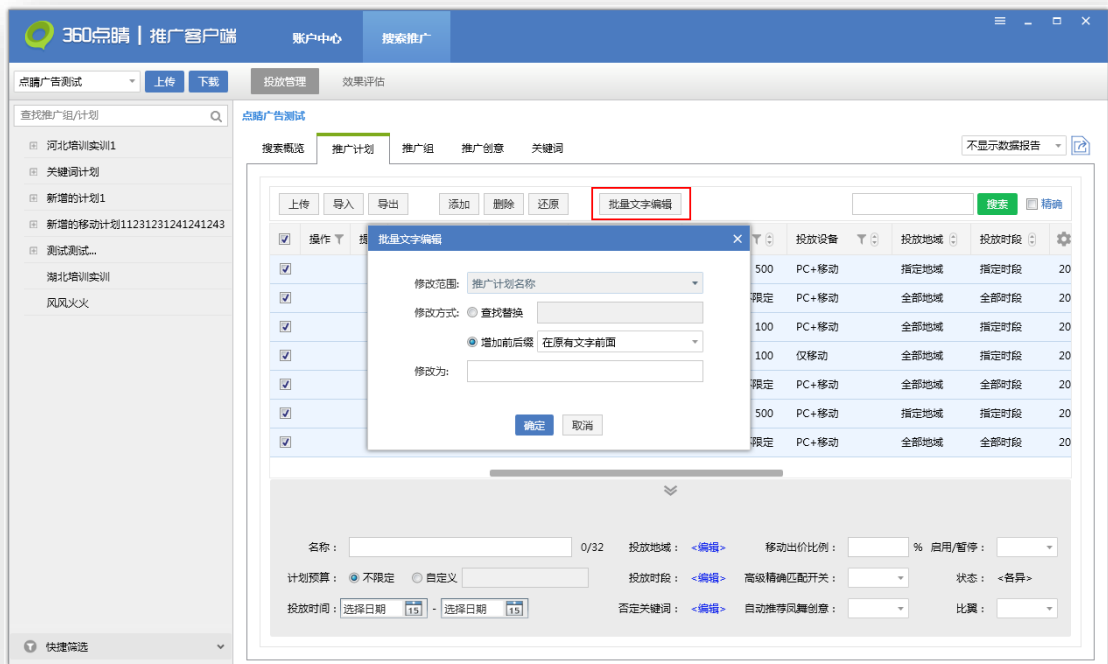 360点睛 | 推广客户端 账户中心 搜索推广
点睛广告测试 上传 下载 投放管理 效果评估
查找推广组/计划
河北培训实训1
关键词计划
新增的计划1
新增的移动计划11231231241241243
测试测试...
湖北培训实训
风风火火
快捷筛选
点睛广告测试
搜索概览 推广计划 推广组 推广创意 关键词 不显示数据报告
上传 导入 导出 添加 删除 还原 批量文字编辑 搜索 精确
操作 投放设备 投放地域 投放时段
500 PC+移动 指定地域 指定时段 20
限定 PC+移动 全部地域 全部时段 20
100 PC+移动 全部地域 指定时段 20
100 仅移动 全部地域 指定时段 20
限定 PC+移动 全部地域 全部时段 20
500 PC+移动 指定地域 指定时段 20
限定 PC+移动 全部地域 全部时段 20
批量文字编辑
修改范围: 推广计划名称
修改方式: 查找替换
增加前后缀 在原有文字前面
修改为:
确定 取消
名称： 0/32 投放地域： <编辑> 移动出价比例： % 启用/暂停：
计划预算： 不限定 自定义 投放时段： <编辑> 高级精确匹配开关： 状态： <各异>
投放时间： 选择日期 15 - 选择日期 15 否定关键词： <编辑> 自动推荐凤舞创意： 比翼：